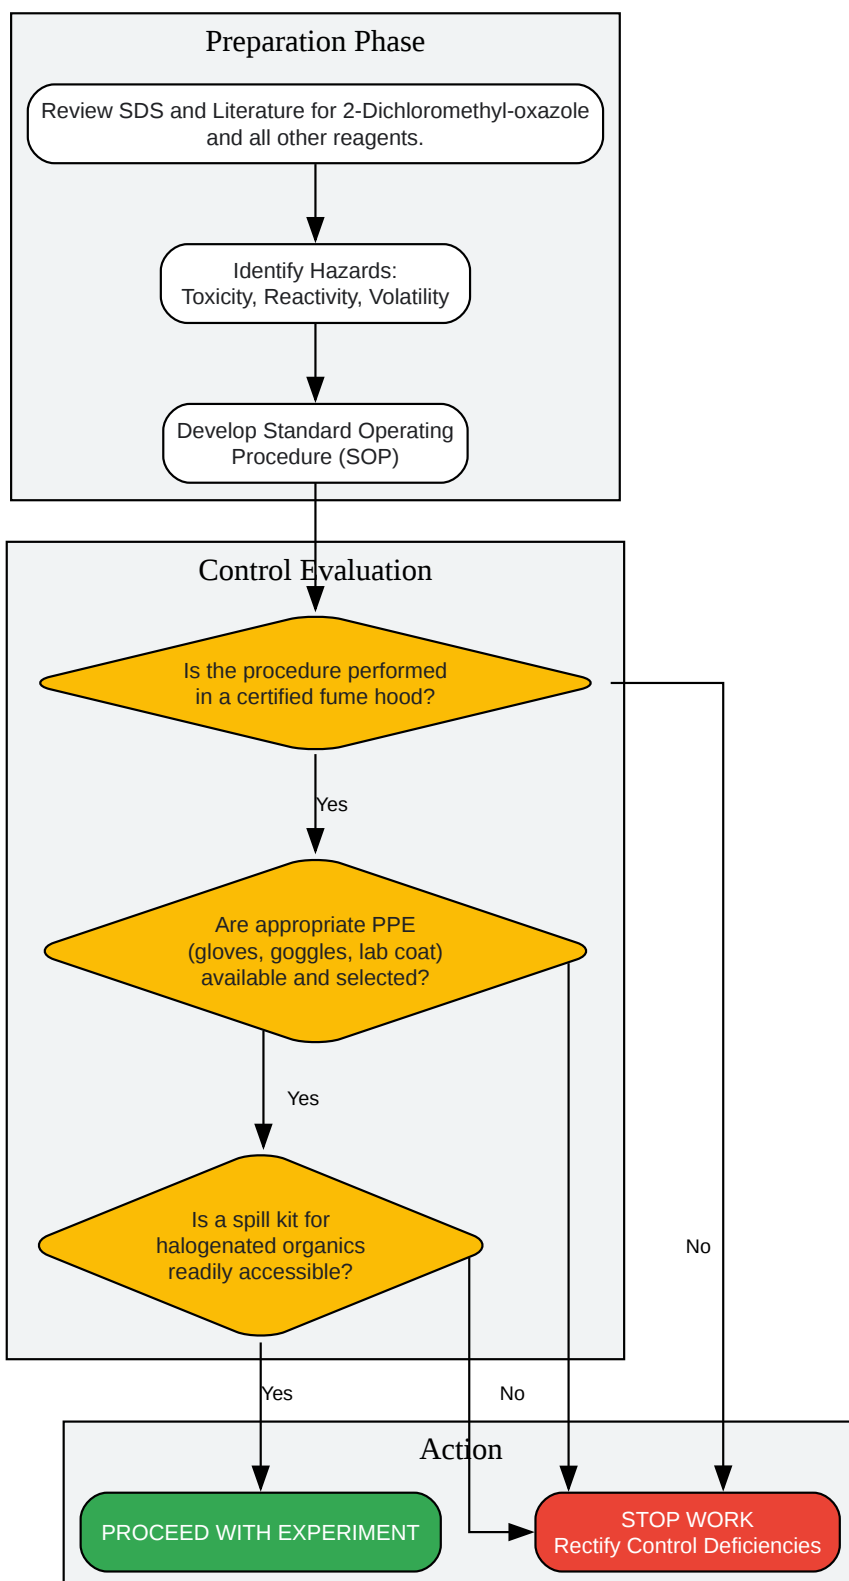 Preparation Phase
Review SDS and Literature for 2-Dichloromethyl-oxazole
and all other reagents.
Identify Hazards:
Toxicity, Reactivity, Volatility
Develop Standard Operating
Procedure (SOP)
Control Evaluation
Is the procedure performed
in a certified fume hood?
Yes
Are appropriate PPE
(gloves, goggles, lab coat)
available and selected?
Yes
Is a spill kit for
halogenated organics
readily accessible?
No
Yes
No
Action
PROCEED WITH EXPERIMENT
STOP WORK
Rectify Control Deficiencies